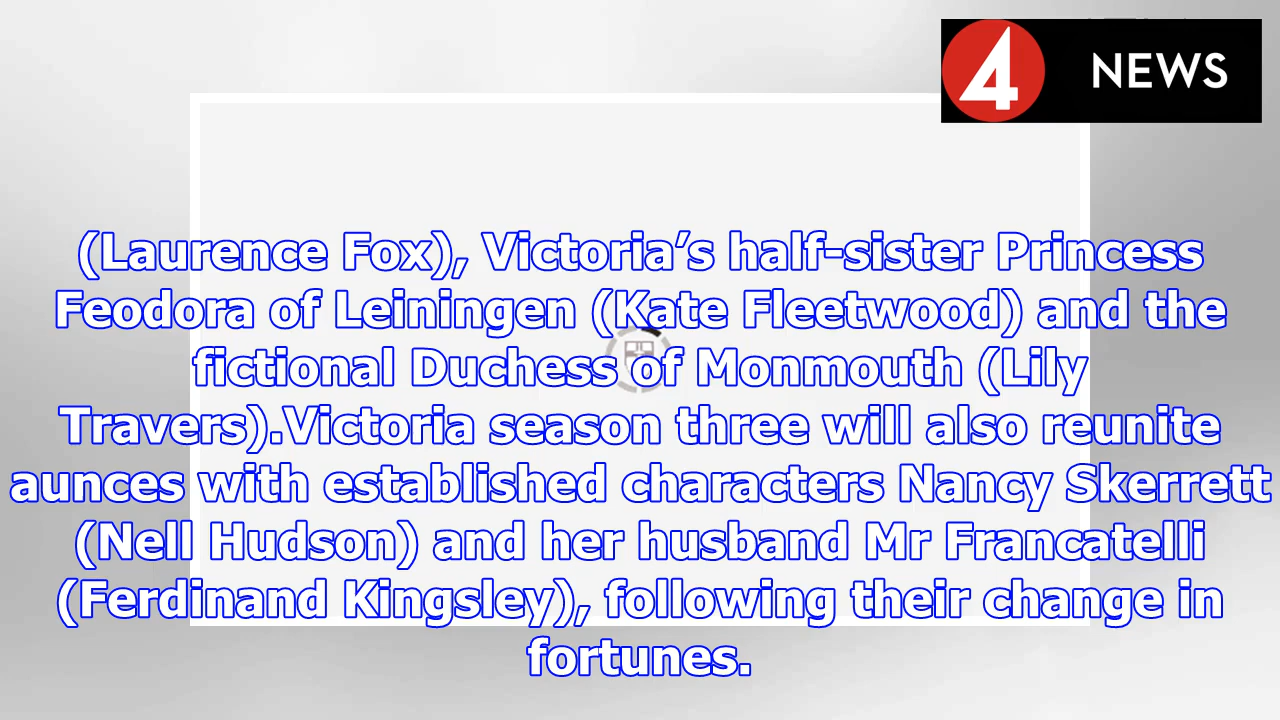 4 NEWS
(Laurence Fox), Victoria’s half-sister Princess
Feodora of Leiningen (Kate Fleetwood) and the
fictional Duchess of Monmouth (Lily
Travers).Victoria season three will also reunite
aunces with established characters Nancy Skerrett
(Nell Hudson) and her husband Mr Francatelli
(Ferdinand Kingsley), following their change in
fortunes.